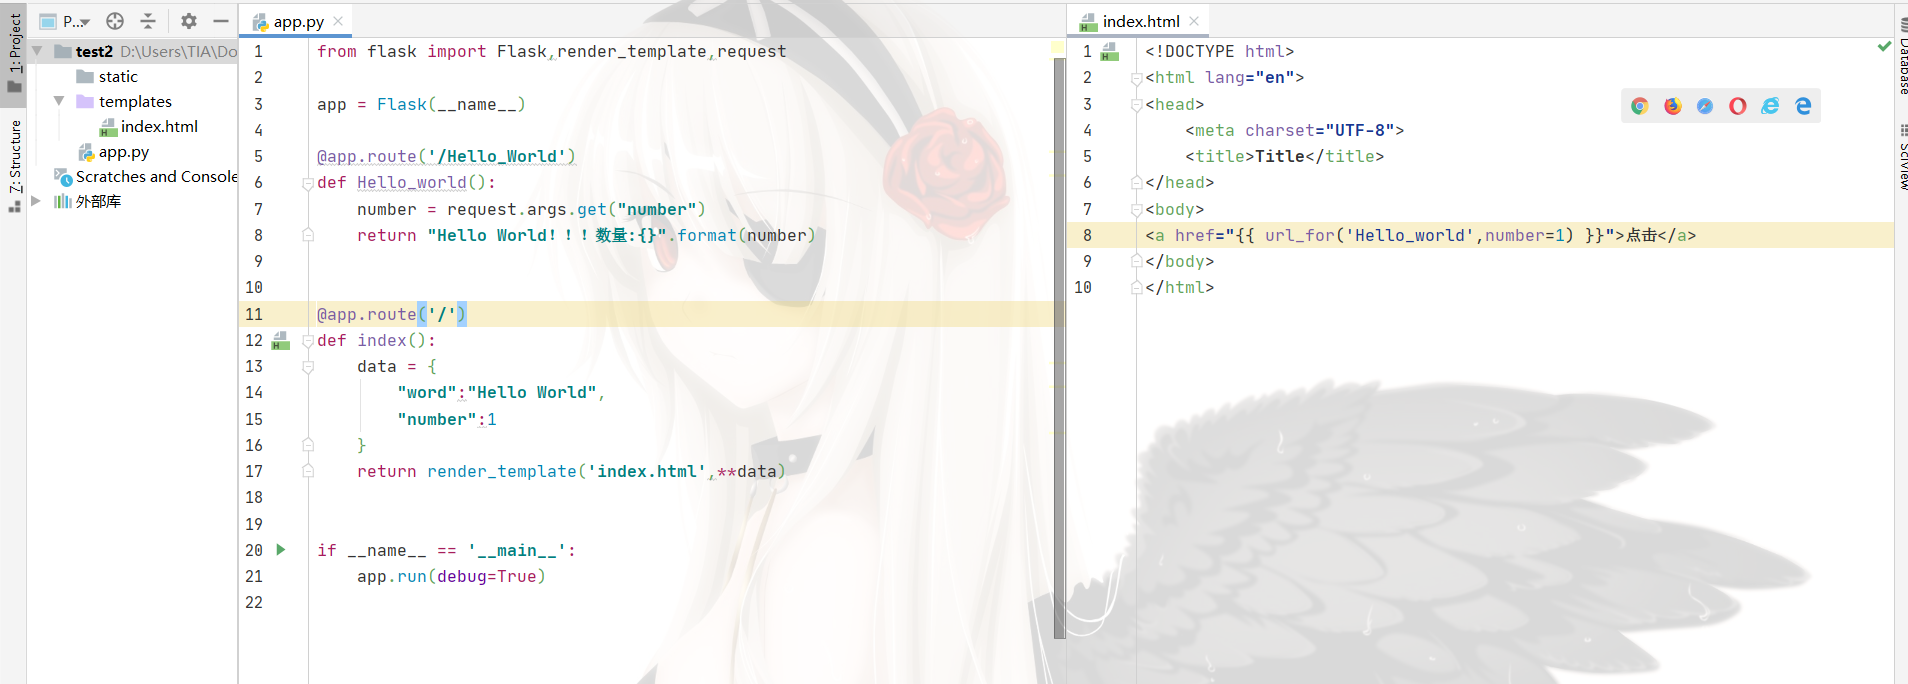 1: Project
7: Structure
P...
test2 D:\Users\TIA\Do
static
templates
index.html
app.py
Scratches and Console
外部库
app.py
1 from flask import Flask,render_template,request
2
3 app = Flask(__name__)
4
5 @app.route('/Hello_World')
6 def Hello_world():
7 number = request.args.get("number")
8 return "Hello World！！！数量:{}".format(number)
9
10
11 @app.route('/')
12 def index():
13 data = {
14 "word":"Hello World",
15 "number":1
16 }
17 return render_template('index.html',**data)
18
19
20 if __name__ == '__main__':
21 app.run(debug=True)
22
index.html
1 <!DOCTYPE html>
2 <html lang="en">
3 <head>
4 <meta charset="UTF-8">
5 <title>Title</title>
6 </head>
7 <body>
8 <a href="{{ url_for('Hello_world',number=1) }}">点击</a>
9 </body>
10 </html>
Database
SciView